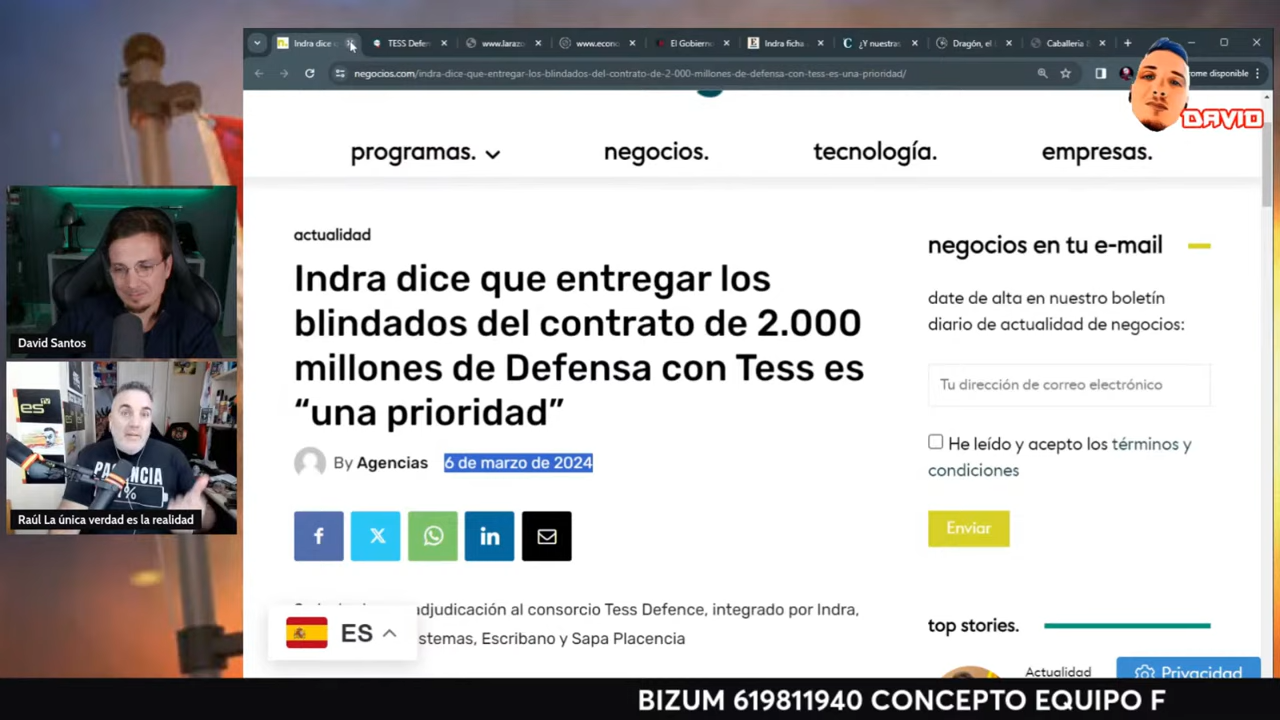 Indra dice
TESS Defen
www.laraz
www.econo
El Gobiern
Indra ficha
¿Y nuestras
Dragón, el
Caballería
negocios.com/indra-dice-que-entregar-los-blindados-del-contrato-de-2-000-millones-de-defensa-con-tess-es-una-prioridad/
ome disponible
DAVID
programas.
negocios.
tecnología.
empresas.
actualidad
Indra dice que entregar los
blindados del contrato de 2.000
millones de Defensa con Tess es
“una prioridad”
By Agencias 6 de marzo de 2024
djudicación al consorcio Tess Defence, integrado por Indra,
stemas, Escribano y Sapa Placencia
ES
negocios en tu e-mail
date de alta en nuestro boletín
diario de actualidad de negocios:
Tu dirección de correo electrónico
He leído y acepto los términos y
condiciones
Enviar
top stories.
Actualidad
Privacidad
David Santos
es
Raúl La única verdad es la realidad
BIZUM 619811940 CONCEPTO EQUIPO F